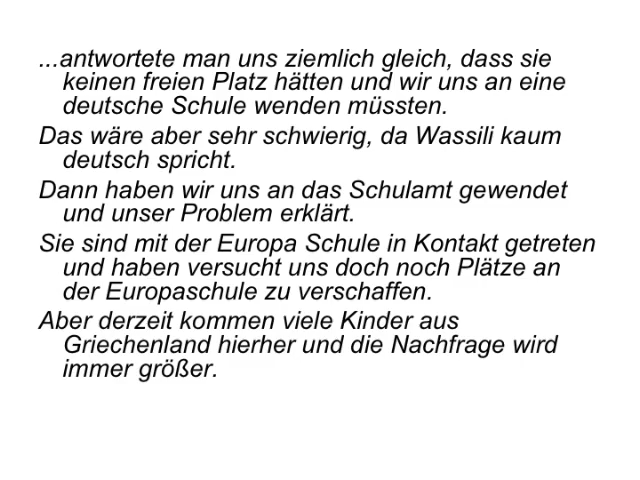 ...antwortete man uns ziemlich gleich, dass sie
keinen freien Platz hätten und wir uns an eine
deutsche Schule wenden müssten.
Das wäre aber sehr schwierig, da Wassili kaum
deutsch spricht.
Dann haben wir uns an das Schulamt gewendet
und unser Problem erklärt.
Sie sind mit der Europa Schule in Kontakt getreten
und haben versucht uns doch noch Plätze an
der Europaschule zu verschaffen.
Aber derzeit kommen viele Kinder aus
Griechenland hierher und die Nachfrage wird
immer größer.